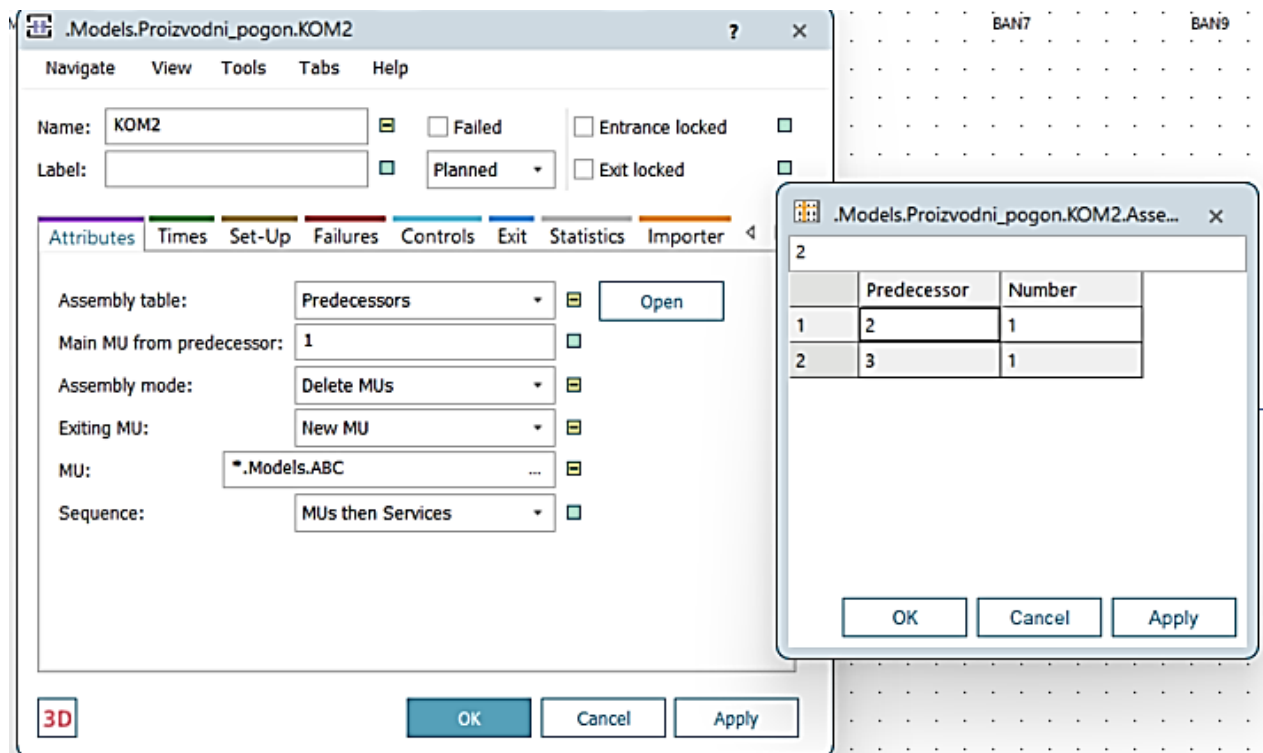 .Models.Proizvodni_pogon.KOM2 ? ×
Navigate View Tools Tabs Help
Name: KOM2 Failed Entrance locked
Label: Planned Exit locked
Attributes Times Set-Up Failures Controls Exit Statistics Importer
Assembly table: Predecessors Open
Main MU from predecessor: 1
Assembly mode: Delete MUs
Exiting MU: New MU
MU: *.Models.ABC ...
Sequence: MUs then Services
3D OK Cancel Apply
BAN7 BAN9
.Models.Proizvodni_pogon.KOM2.Asse... ×
2
Predecessor Number
1 2 1
2 3 1
OK Cancel Apply